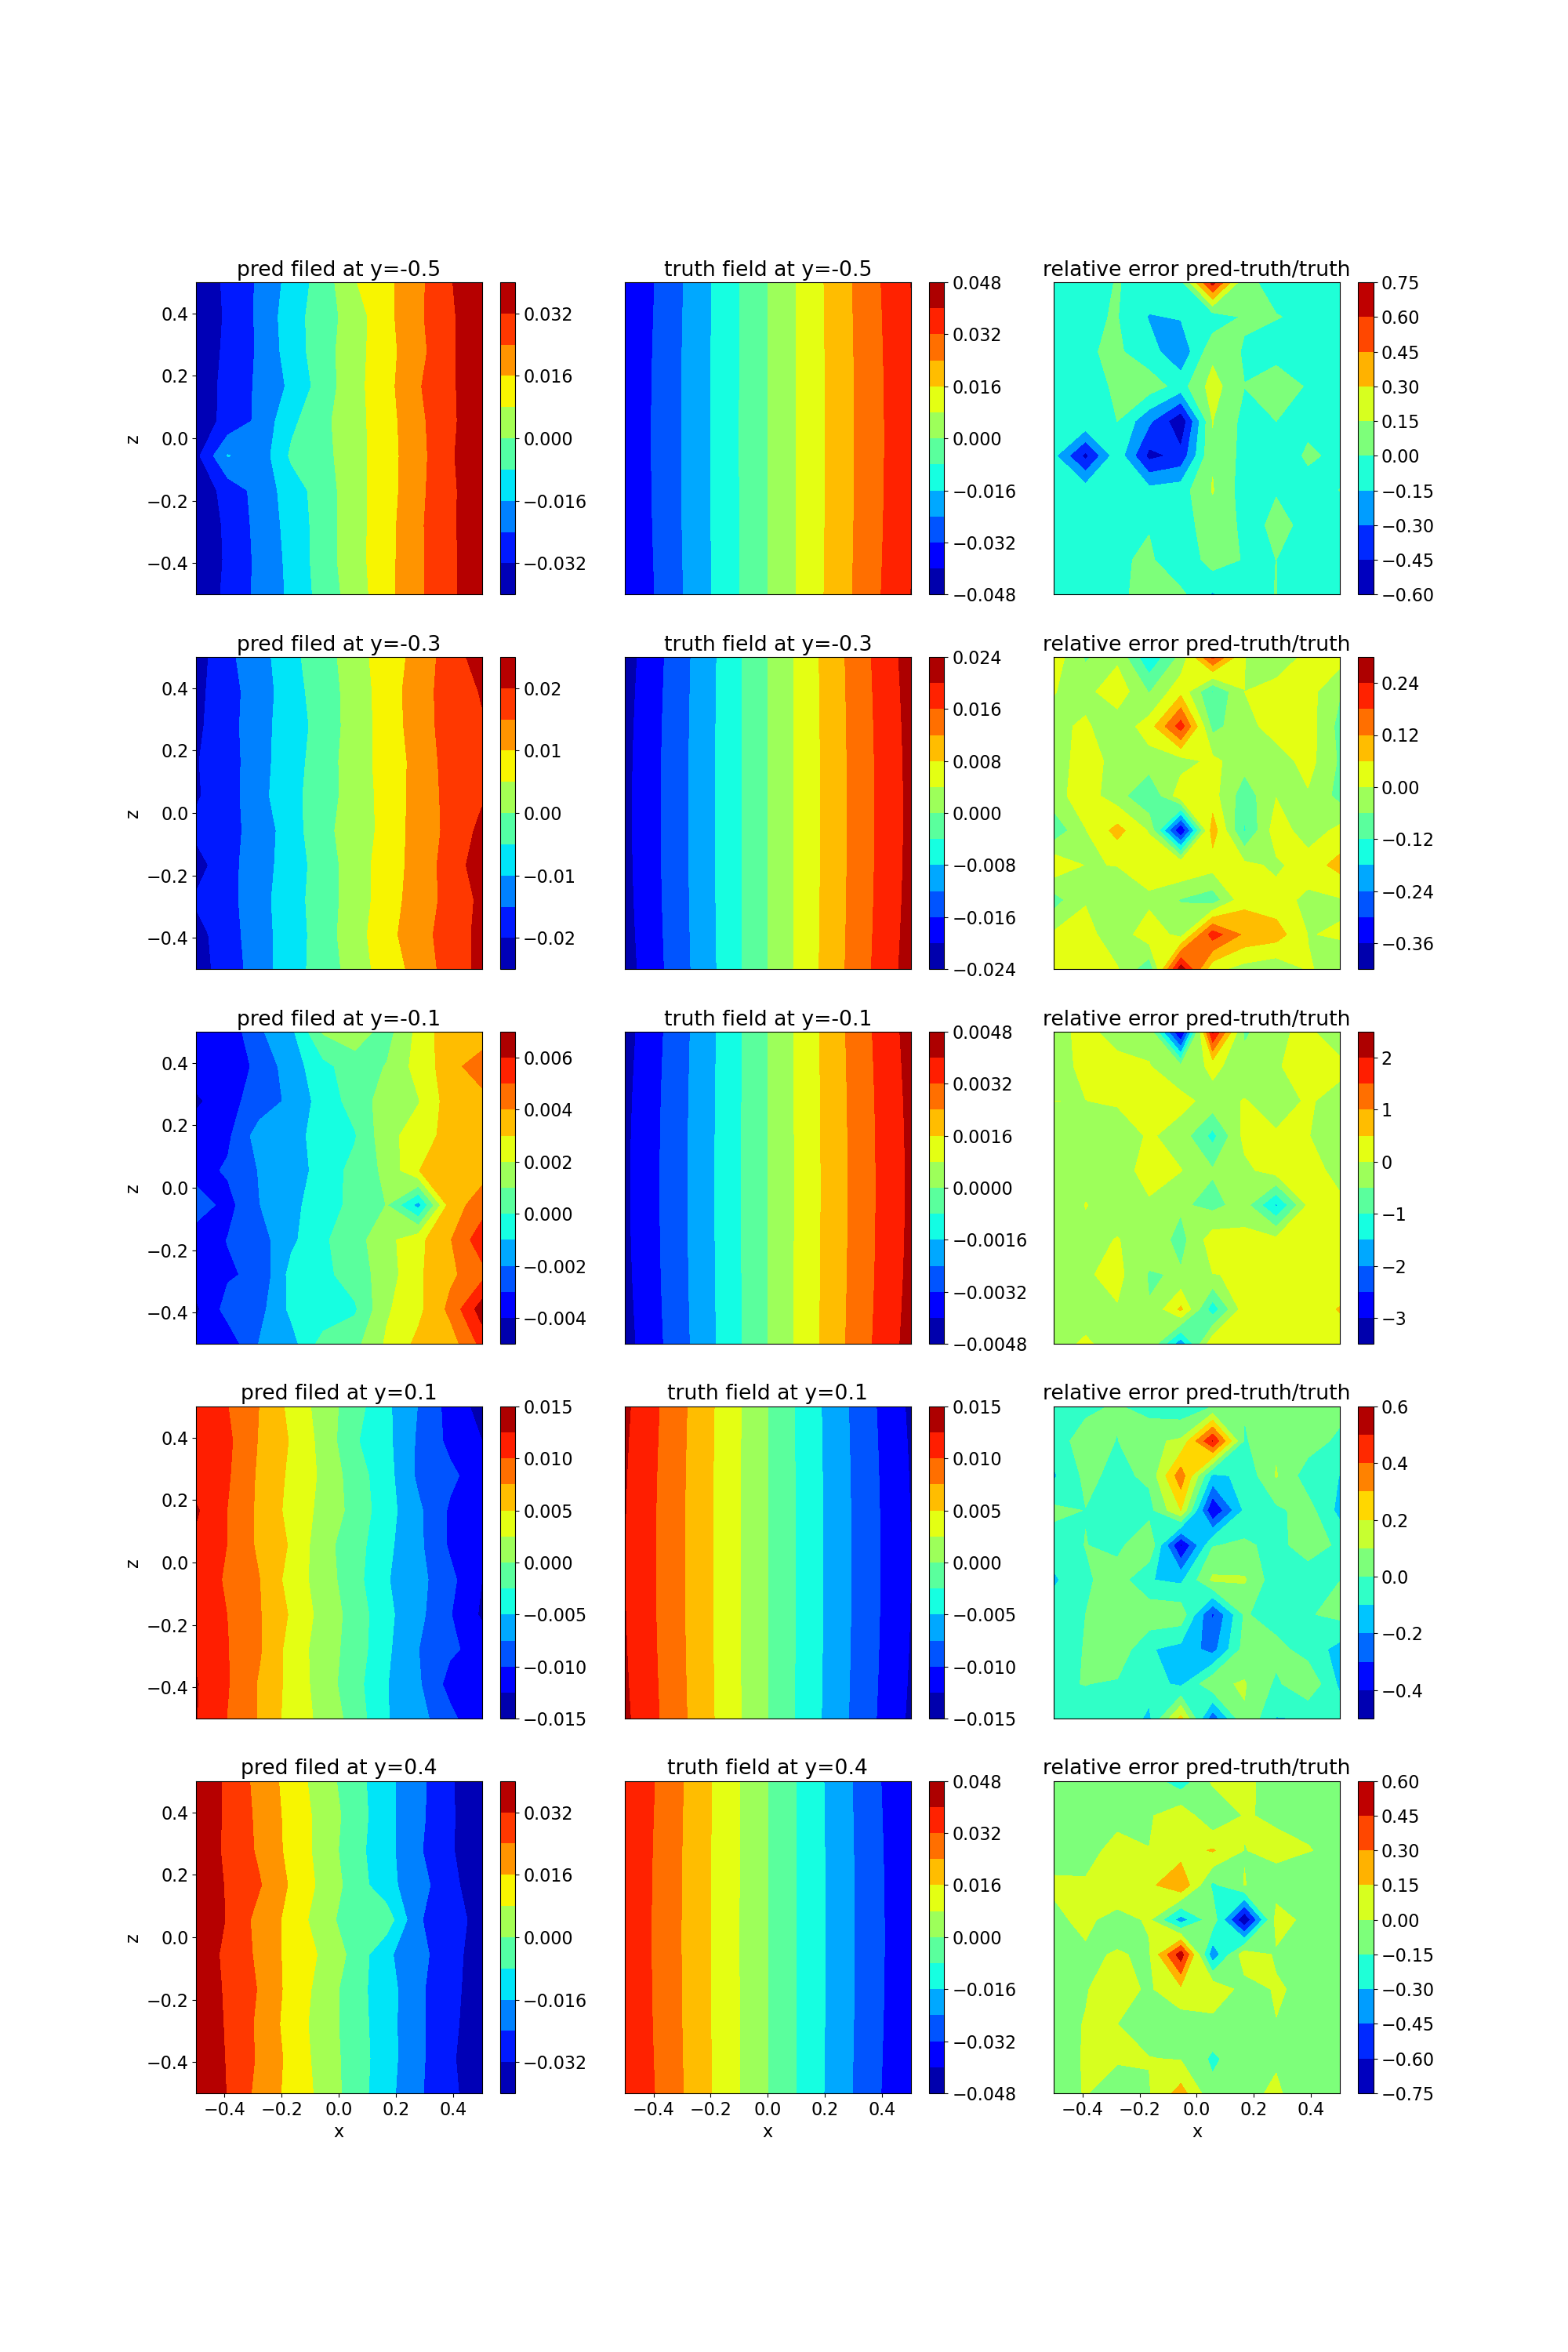 pred filed at y=-0.5 truth field at y=-0.5 relative error pred-truth/truth
z 0.4 0.2 0.0 −0.2 −0.4
0.032 0.016 0.000 −0.016 −0.032
0.048 0.032 0.016 0.000 −0.016 −0.032 −0.048
0.75 0.60 0.45 0.30 0.15 0.00 −0.15 −0.30 −0.45 −0.60
pred filed at y=-0.3 truth field at y=-0.3 relative error pred-truth/truth
z 0.4 0.2 0.0 −0.2 −0.4
0.02 0.01 0.00 −0.01 −0.02
0.024 0.016 0.008 0.000 −0.008 −0.016 −0.024
0.24 0.12 0.00 −0.12 −0.24 −0.36
pred filed at y=-0.1 truth field at y=-0.1 relative error pred-truth/truth
z 0.4 0.2 0.0 −0.2 −0.4
0.006 0.004 0.002 0.000 −0.002 −0.004
0.0048 0.0032 0.0016 0.0000 −0.0016 −0.0032 −0.0048
2 1 0 −1 −2 −3
pred filed at y=0.1 truth field at y=0.1 relative error pred-truth/truth
z 0.4 0.2 0.0 −0.2 −0.4
0.015 0.010 0.005 0.000 −0.005 −0.010 −0.015
0.015 0.010 0.005 0.000 −0.005 −0.010 −0.015
0.6 0.4 0.2 0.0 −0.2 −0.4
pred filed at y=0.4 truth field at y=0.4 relative error pred-truth/truth
z 0.4 0.2 0.0 −0.2 −0.4
0.032 0.016 0.000 −0.016 −0.032
0.048 0.032 0.016 0.000 −0.016 −0.032 −0.048
0.60 0.45 0.30 0.15 0.00 −0.15 −0.30 −0.45 −0.60 −0.75
−0.4 −0.2 0.0 0.2 0.4 −0.4 −0.2 0.0 0.2 0.4 −0.4 −0.2 0.0 0.2 0.4
x x x